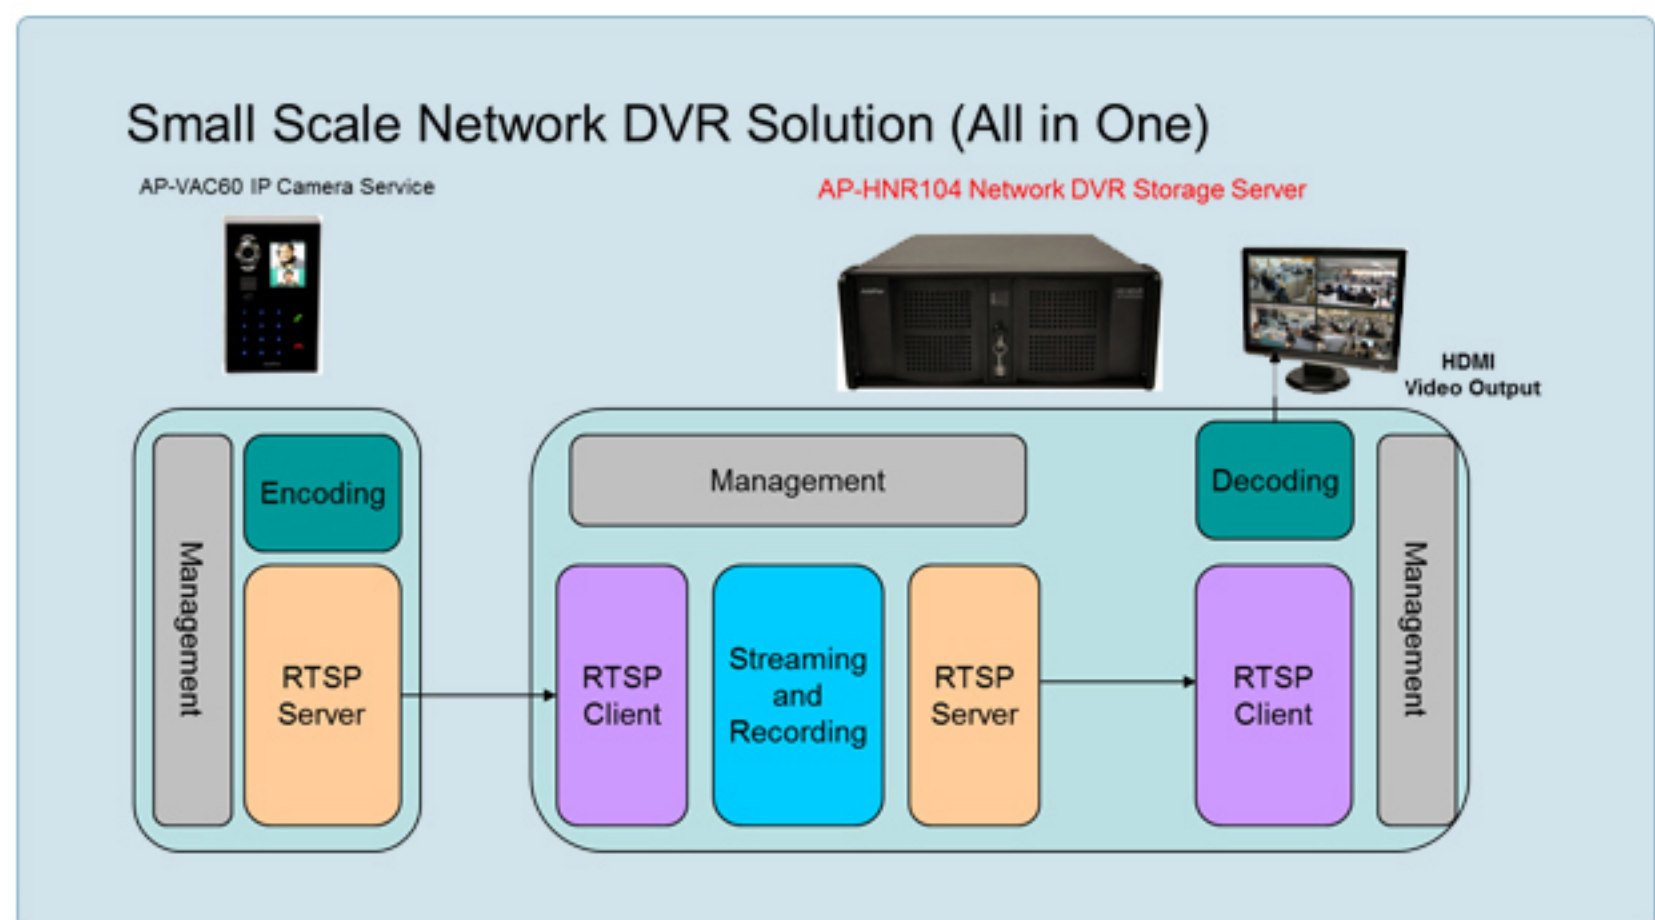 Small Scale Network DVR Solution (All in One)
AP-VAC60 IP Camera Service
AP-HNR104 Network DVR Storage Server
HDMI
Video Output
Management
Encoding
RTSP
Server
Management
RTSP
Client
Streaming
and
Recording
RTSP
Server
Decoding
RTSP
Client
Management